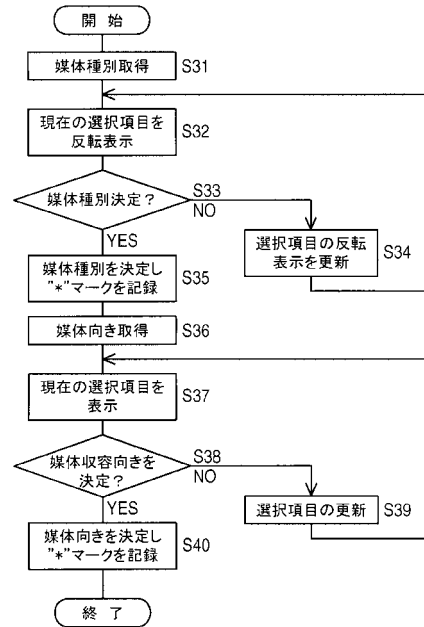 開 始
媒体種別取得 S31
現在の選択項目を
反転表示
S32
媒体種別決定？
S33
NO
YES
選択項目の反転
表示を更新
S34
媒体種別を決定し
"*"マークを記録
S35
媒体向き取得 S36
現在の選択項目を
表示
S37
媒体収容向きを
決定？
S38
NO
YES
選択項目の更新 S39
媒体向きを決定し
"*"マークを記録
S40
終 了